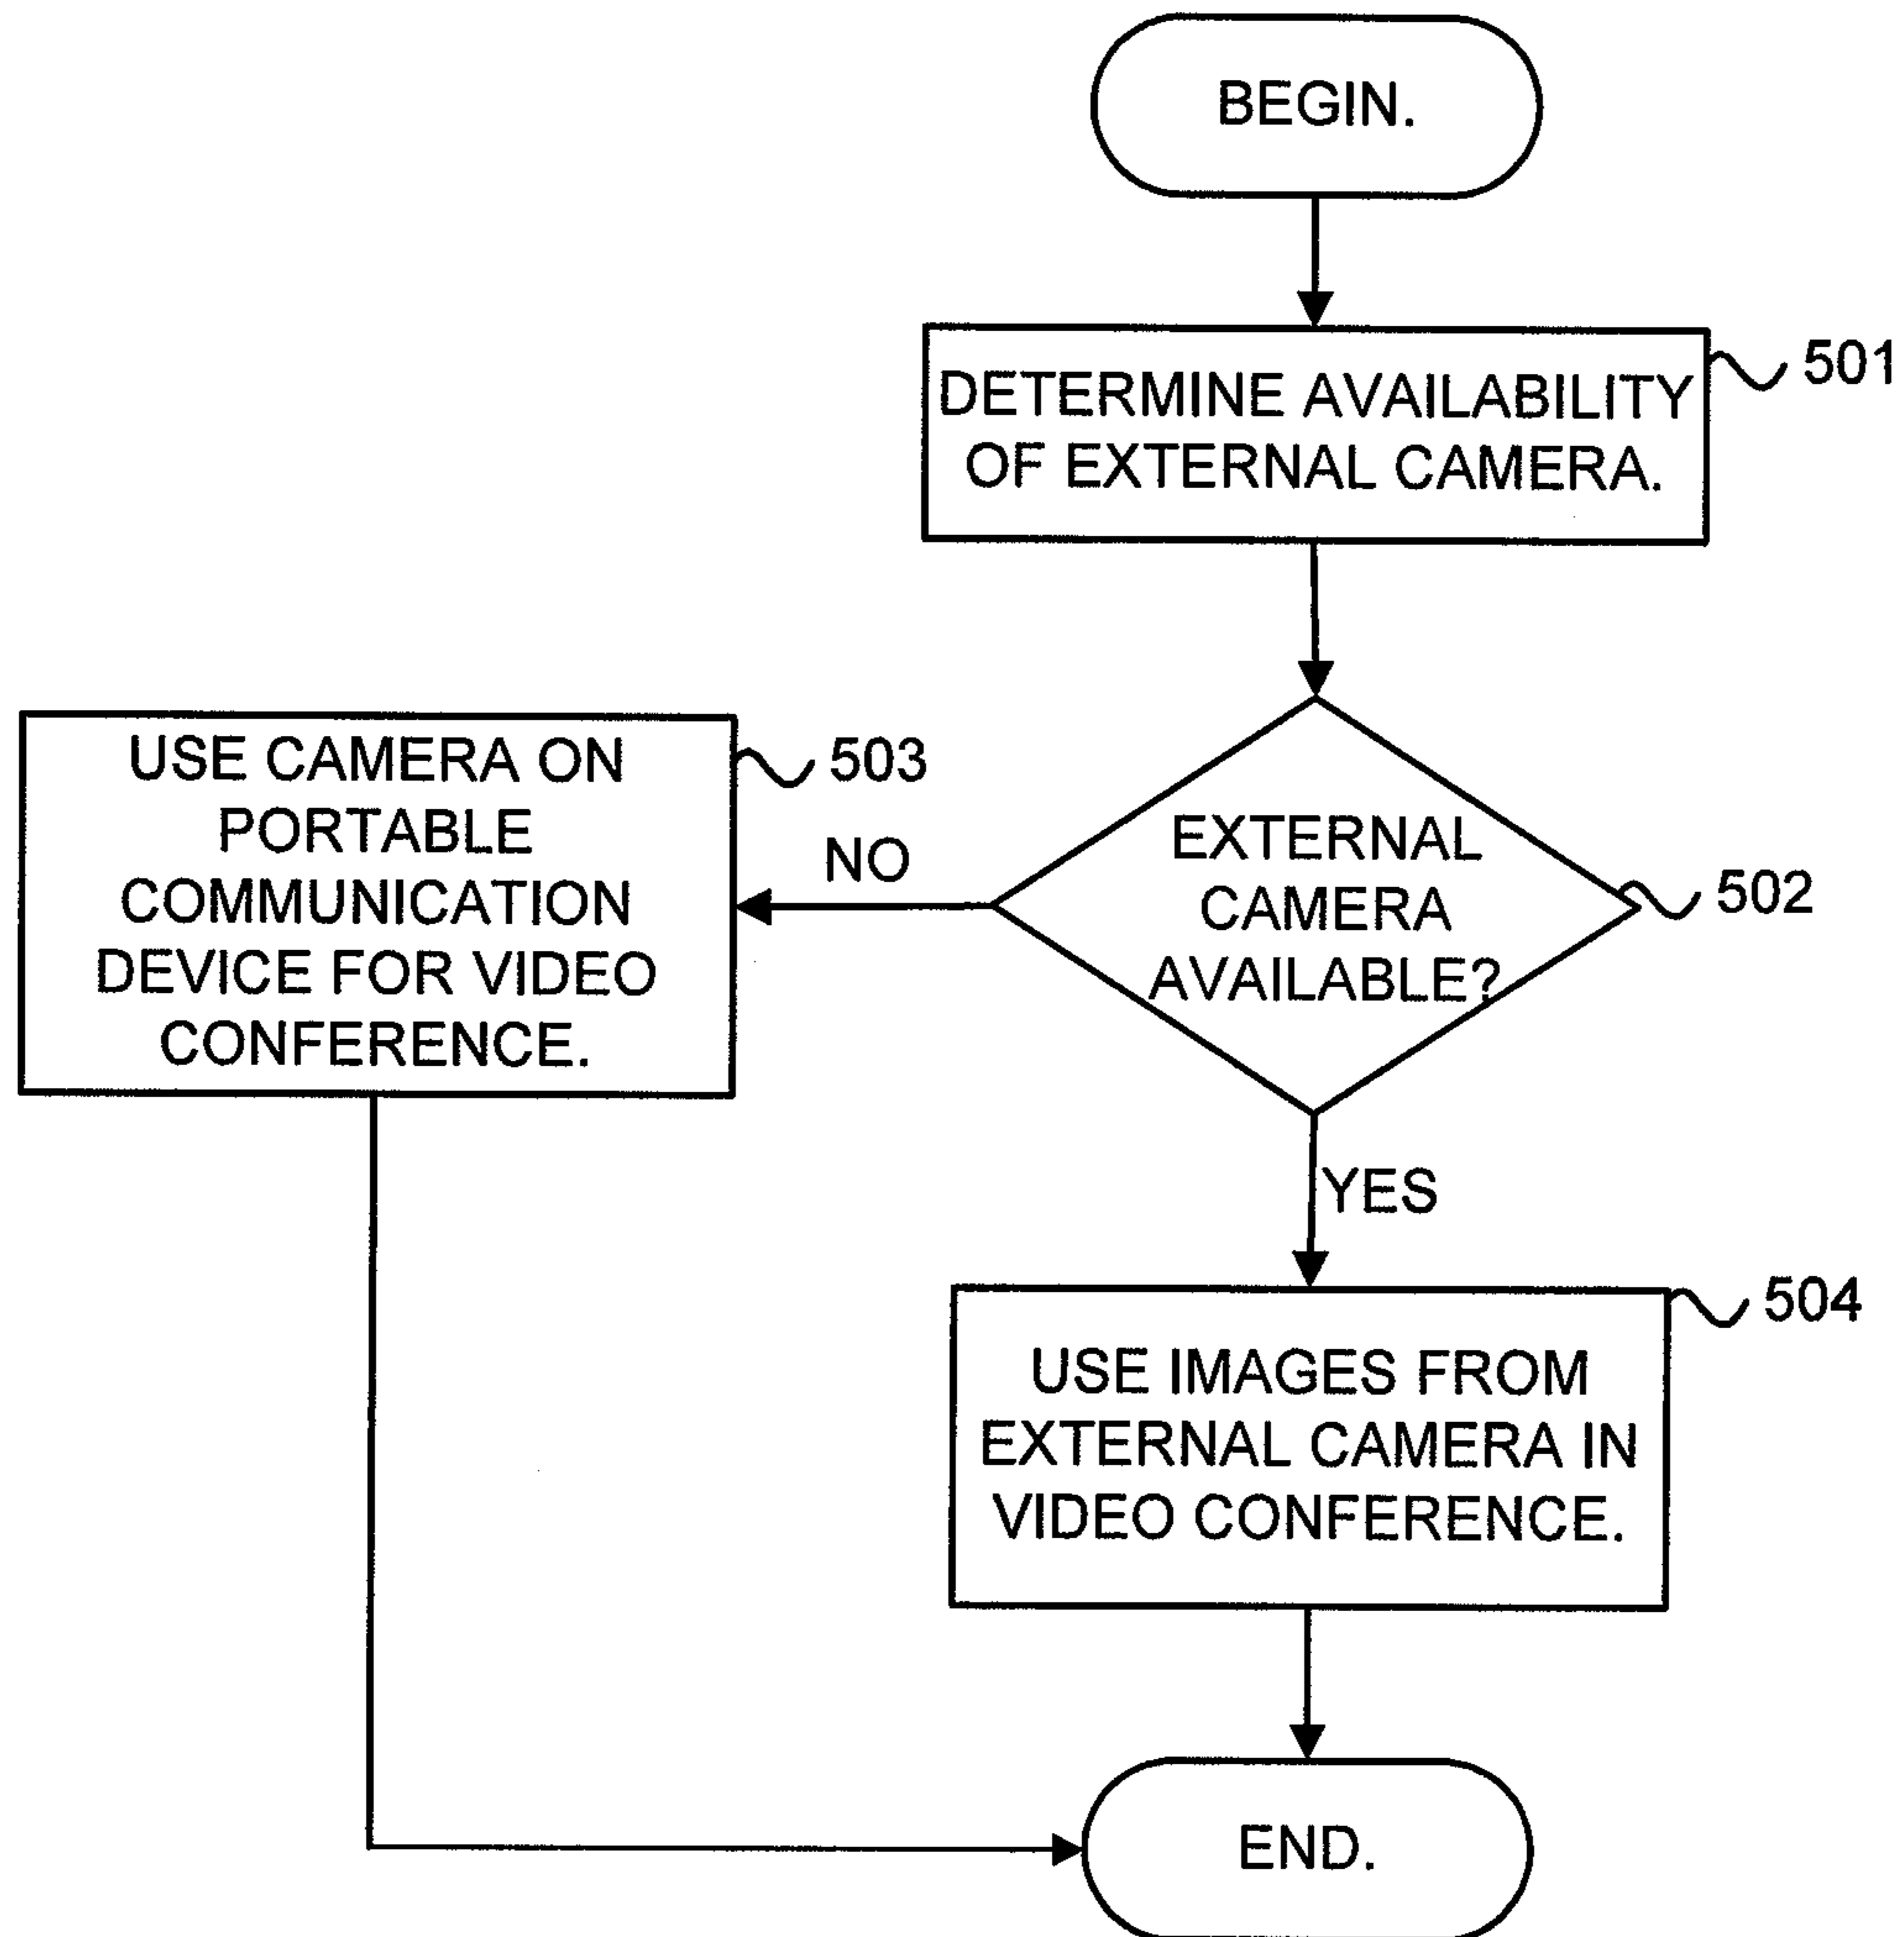 BEGIN.
DETERMINE AVAILABILITY
OF EXTERNAL CAMERA.
501
EXTERNAL
CAMERA
AVAILABLE?
502
NO
USE CAMERA ON
PORTABLE
COMMUNICATION
DEVICE FOR VIDEO
CONFERENCE.
503
YES
USE IMAGES FROM
EXTERNAL CAMERA IN
VIDEO CONFERENCE.
504
END.